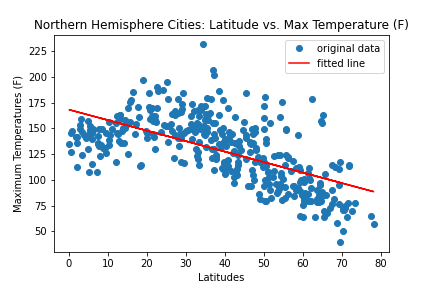 Northern Hemisphere Cities: Latitude vs. Max Temperature (F)
original data
fitted line
Maximum Temperatures (F)
225
200
175
150
125
100
75
50
0 10 20 30 40 50 60 70 80
Latitudes